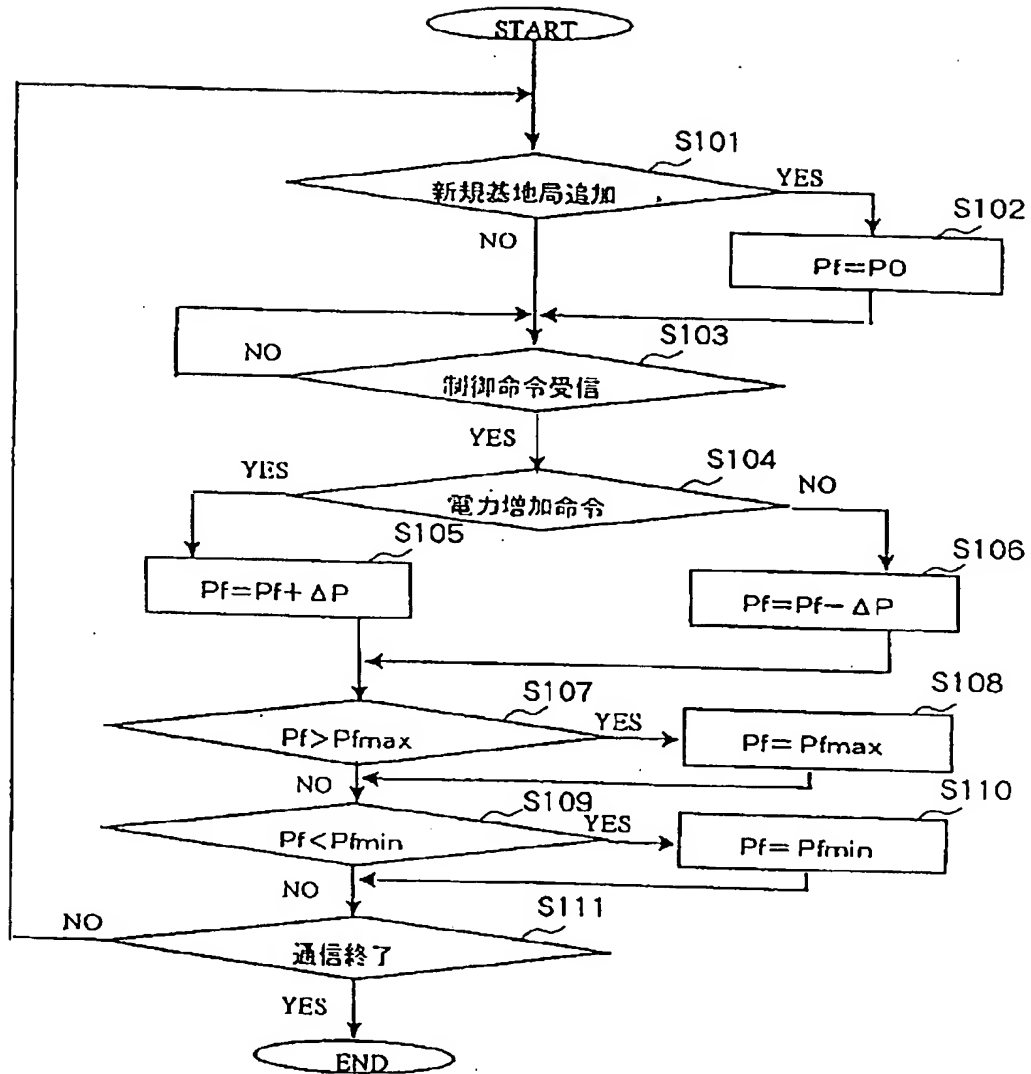 START
S101
新規基地局追加
YES
S102
NO
Pf=P0
S103
NO
制御命令受信
YES
YES
S104
電力増加命令
NO
S105
S106
Pf=Pf+ΔP
Pf=Pf-ΔP
S107
S108
Pf>Pfmax
YES
Pf=Pfmax
NO
S109
S110
Pf<Pfmin
YES
Pf= Pfmin
NO
S111
NO
通信終了
YES
END